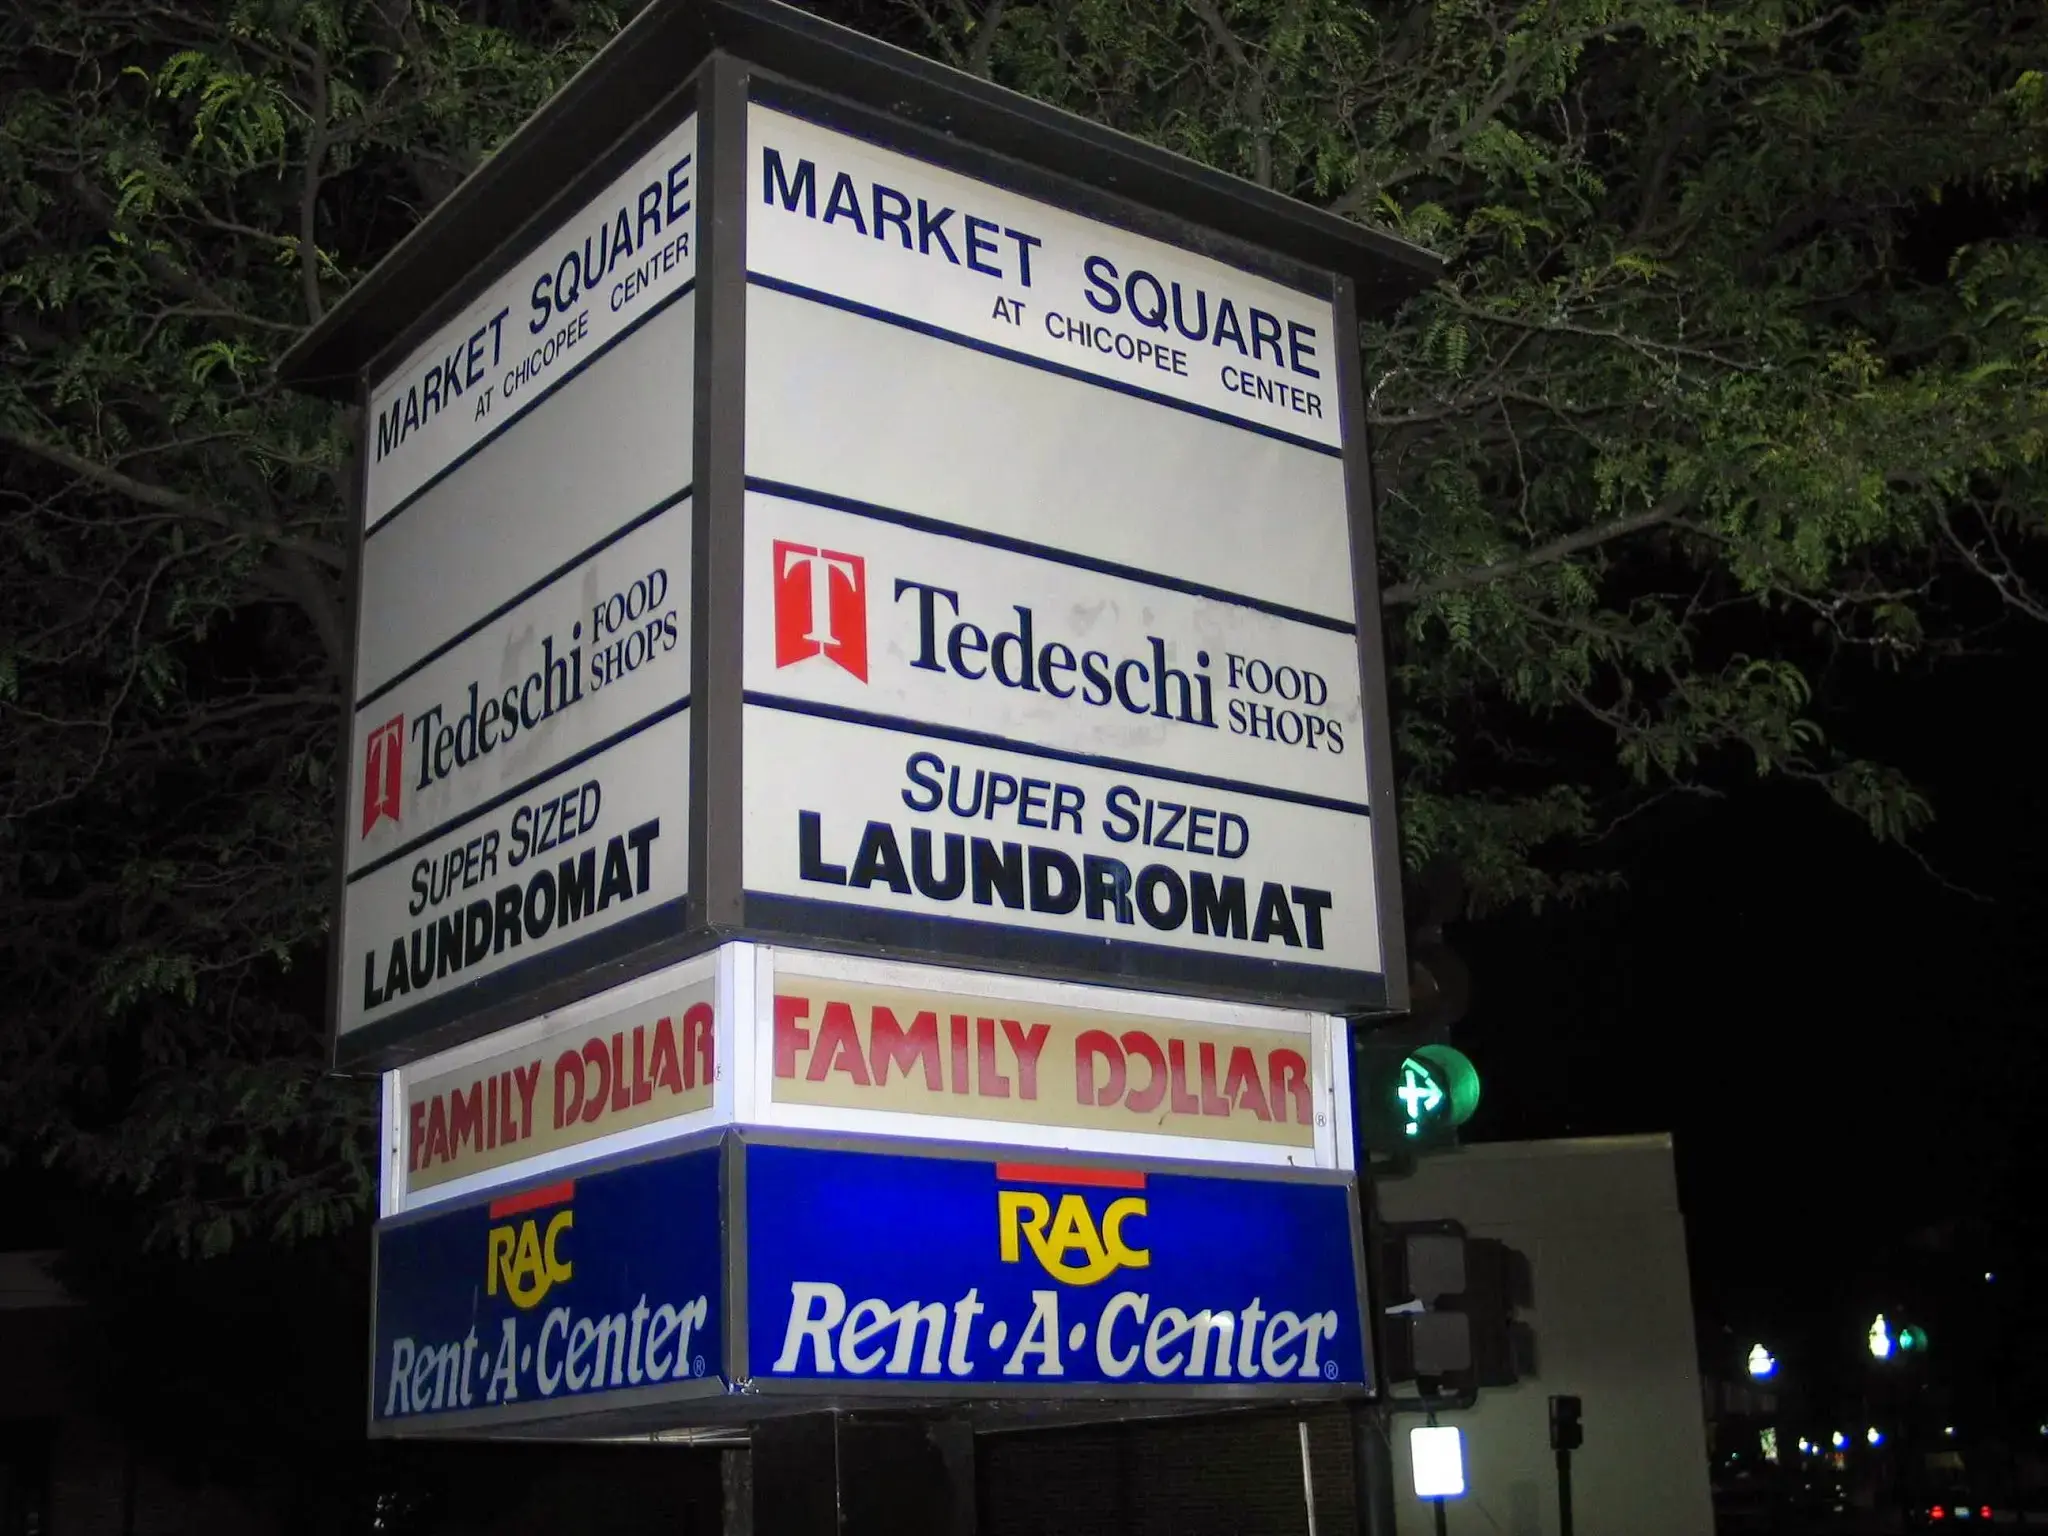 MARKET SQUARE
AT CHICOPEE CENTER
T Tedeschi FOOD
SHOPS
SUPER SIZED
LAUNDROMAT
FAMILY DOLLAR®
RAC
Rent·A·Center®
MARKET SQUARE
AT CHICOPEE CENTER
T Tedeschi FOOD
SHOPS
SUPER SIZED
LAUNDROMAT
FAMILY DOLLAR®
RAC
Rent·A·Center®